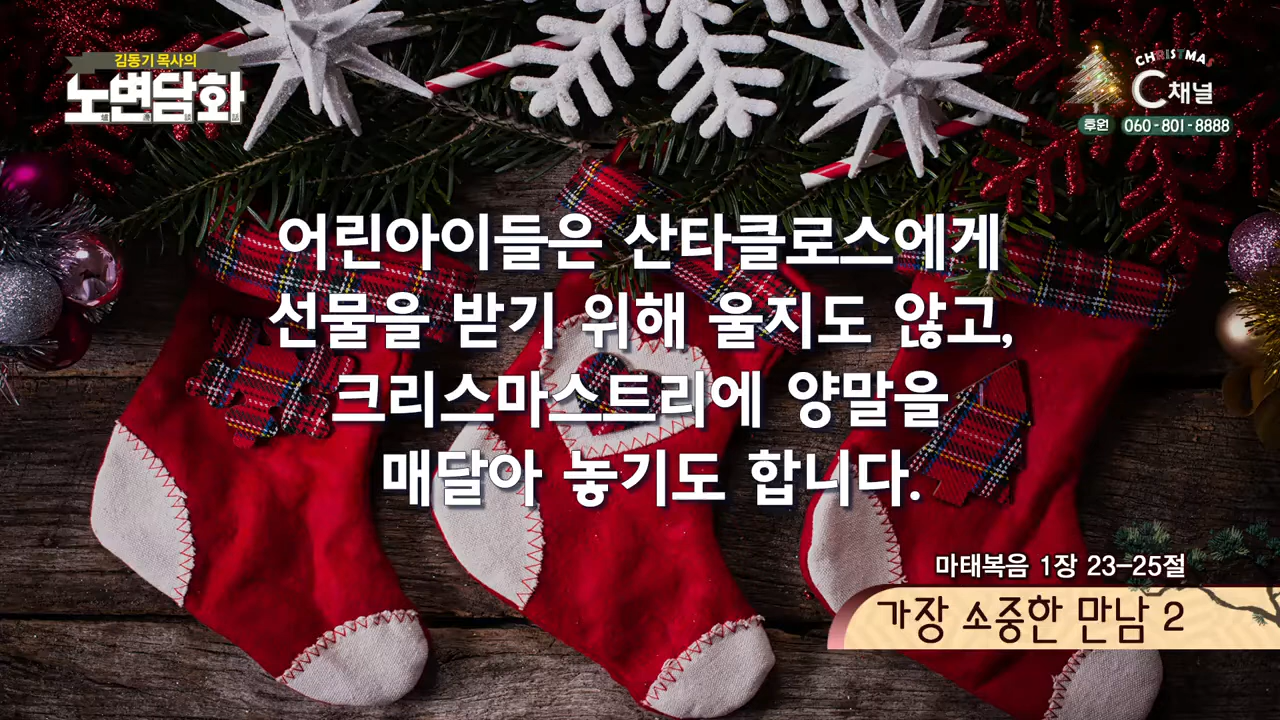 김동기 목사의
노변담화
CHRISTMAS
C채널
후원 060-801-8888
어린아이들은 산타클로스에게
선물을 받기 위해 울지도 않고,
크리스마스트리에 양말을
매달아 놓기도 합니다.
마태복음 1장 23-25절
가장 소중한 만남 2